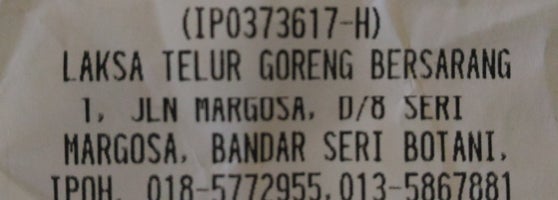 (IP0373617-H)
LAKSA TELUR GORENG BERSARANG
1, JLN MARGOSA, D/8 SERI
MARGOSA, BANDAR SERI BOTANI,
IPOH. 018-5772955,013-5867881